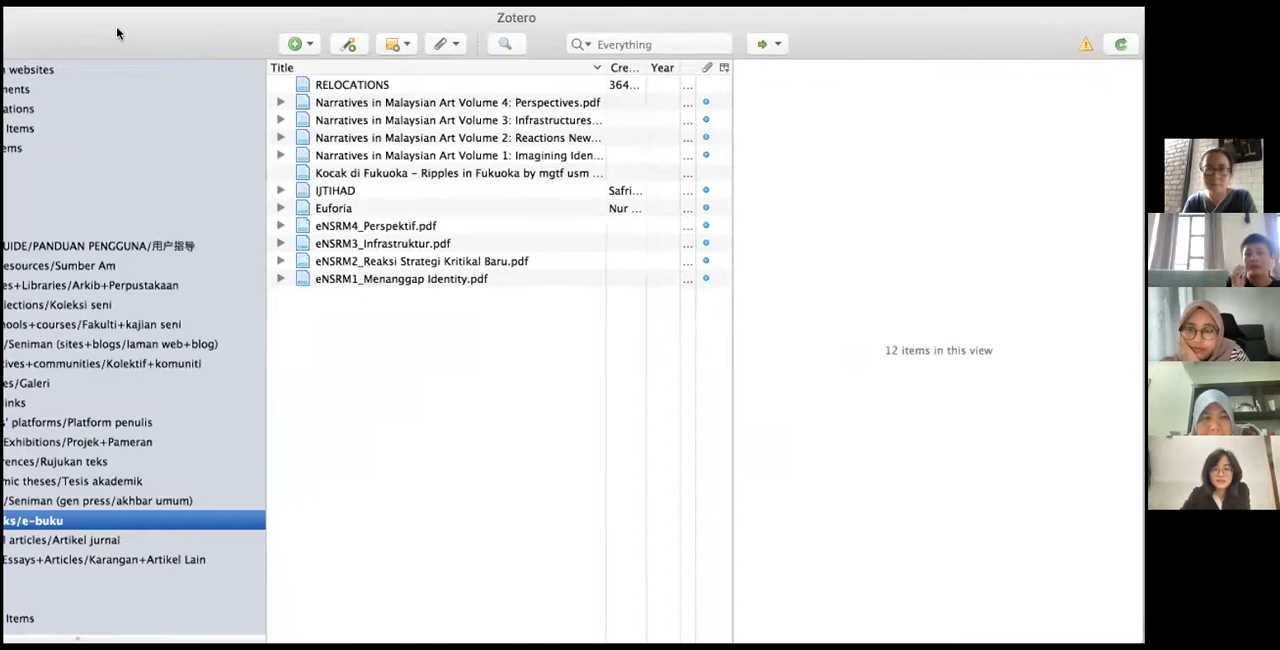 Zotero
Everything
Title Cre... Year
RELOCATIONS 364... ...
Narratives in Malaysian Art Volume 4: Perspectives.pdf ...
Narratives in Malaysian Art Volume 3: Infrastructures... ...
Narratives in Malaysian Art Volume 2: Reactions New... ...
Narratives in Malaysian Art Volume 1: Imagining Iden... ...
Kocak di Fukuoka - Ripples in Fukuoka by mgtf usm ... ...
IJTIHAD Safri... ...
Euforia Nur ... ...
eNSRM4_Perspektif.pdf ...
eNSRM3_Infrastruktur.pdf ...
eNSRM2_Reaksi Strategi Kritikal Baru.pdf ...
eNSRM1_Menanggap Identity.pdf ...
websites
ments
ations
Items
ems
UIDE/PANDUAN PENGGUNA/用户指导
esources/Sumber Am
es+Libraries/Arkib+Perpustakaan
lections/Koleksi seni
hools+courses/Fakulti+kajian seni
/Seniman (sites+blogs/laman web+blog)
tives+communities/Kolektif+komuniti
es/Galeri
inks
s' platforms/Platform penulis
Exhibitions/Projek+Pameran
rences/Rujukan teks
mic theses/Tesis akademik
/Seniman (gen press/akhbar umum)
ks/e-buku
l articles/Artikel jurnal
Essays+Articles/Karangan+Artikel Lain
Items
12 items in this view